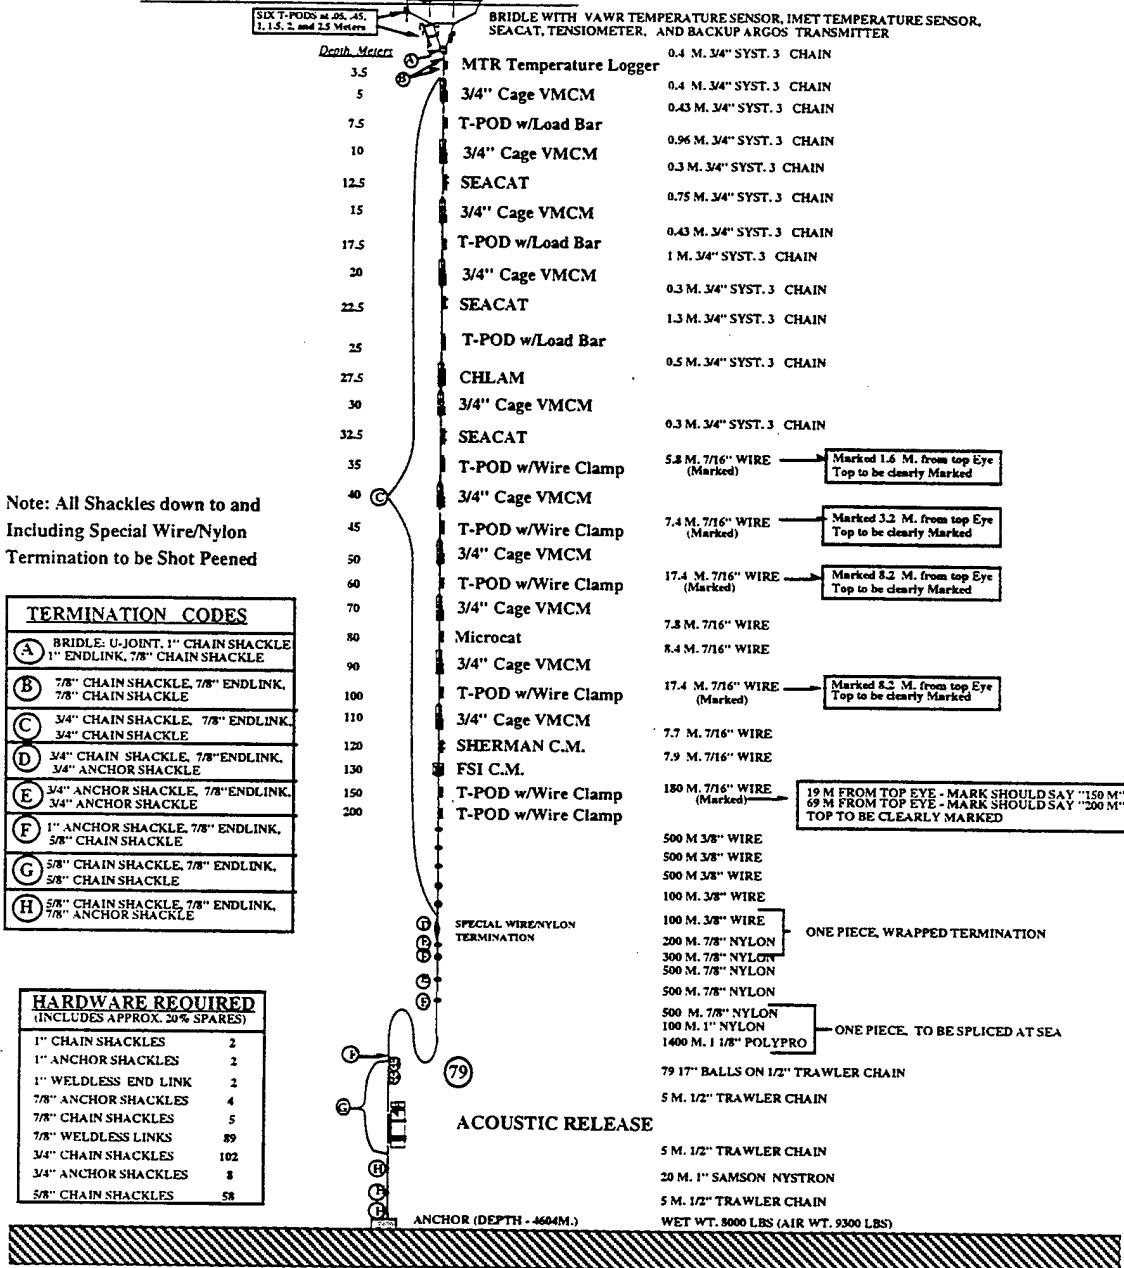 SIX T-PODS at .05, .45,
1, 1.5, 2, and 2.5 Meters
BRIDLE WITH VAWR TEMPERATURE SENSOR, IMET TEMPERATURE SENSOR,
SEACAT, TENSIOMETER, AND BACKUP ARGOS TRANSMITTER
Depth, Meters
A
0.4 M. 3/4" SYST. 3 CHAIN
3.5 B MTR Temperature Logger
0.4 M. 3/4" SYST. 3 CHAIN
5 3/4" Cage VMCM
0.43 M. 3/4" SYST. 3 CHAIN
7.5 T-POD w/Load Bar
0.96 M. 3/4" SYST. 3 CHAIN
10 3/4" Cage VMCM
0.3 M. 3/4" SYST. 3 CHAIN
12.5 SEACAT
0.75 M. 3/4" SYST. 3 CHAIN
15 3/4" Cage VMCM
0.43 M. 3/4" SYST. 3 CHAIN
17.5 T-POD w/Load Bar
1 M. 3/4" SYST. 3 CHAIN
20 3/4" Cage VMCM
0.3 M. 3/4" SYST. 3 CHAIN
22.5 SEACAT
1.3 M. 3/4" SYST. 3 CHAIN
25 T-POD w/Load Bar
0.5 M. 3/4" SYST. 3 CHAIN
27.5 CHLAM
30 3/4" Cage VMCM
0.3 M. 3/4" SYST. 3 CHAIN
32.5 SEACAT
35 T-POD w/Wire Clamp 5.8 M. 7/16" WIRE
(Marked)
Marked 1.6 M. from top Eye
Top to be clearly Marked
40 C 3/4" Cage VMCM
45 T-POD w/Wire Clamp 7.4 M. 7/16" WIRE
(Marked)
Marked 3.2 M. from top Eye
Top to be clearly Marked
50 3/4" Cage VMCM
60 T-POD w/Wire Clamp 17.4 M. 7/16" WIRE
(Marked)
Marked 8.2 M. from top Eye
Top to be clearly Marked
70 3/4" Cage VMCM
7.8 M. 7/16" WIRE
80 Microcat
8.4 M. 7/16" WIRE
90 3/4" Cage VMCM
100 T-POD w/Wire Clamp 17.4 M. 7/16" WIRE
(Marked)
Marked 8.2 M. from top Eye
Top to be clearly Marked
110 3/4" Cage VMCM
7.7 M. 7/16" WIRE
120 SHERMAN C.M.
7.9 M. 7/16" WIRE
130 FSI C.M.
150 T-POD w/Wire Clamp 180 M. 7/16" WIRE
(Marked)
19 M FROM TOP EYE - MARK SHOULD SAY "150 M"
69 M FROM TOP EYE - MARK SHOULD SAY "200 M"
TOP TO BE CLEARLY MARKED
200 T-POD w/Wire Clamp
500 M 3/8" WIRE
500 M 3/8" WIRE
500 M 3/8" WIRE
100 M. 3/8" WIRE
D SPECIAL WIRE/NYLON
TERMINATION
100 M. 3/8" WIRE
200 M. 7/8" NYLON
ONE PIECE, WRAPPED TERMINATION
E
300 M. 7/8" NYLON
500 M. 7/8" NYLON
E
500 M. 7/8" NYLON
F
500 M. 7/8" NYLON
100 M. 1" NYLON
1400 M. 1 1/8" POLYPRO
ONE PIECE, TO BE SPLICED AT SEA
79
79 17" BALLS ON 1/2" TRAWLER CHAIN
5 M. 1/2" TRAWLER CHAIN
G
ACOUSTIC RELEASE
5 M. 1/2" TRAWLER CHAIN
H
20 M. 1" SAMSON NYSTRON
H
5 M. 1/2" TRAWLER CHAIN
H
ANCHOR (DEPTH - 4604M.) WET WT. 8000 LBS (AIR WT. 9300 LBS)
Note: All Shackles down to and
Including Special Wire/Nylon
Termination to be Shot Peened
TERMINATION CODES
A BRIDLE: U-JOINT, 1" CHAIN SHACKLE
1" ENDLINK, 7/8" CHAIN SHACKLE
B 7/8" CHAIN SHACKLE, 7/8" ENDLINK,
7/8" CHAIN SHACKLE
C 3/4" CHAIN SHACKLE, 7/8" ENDLINK,
3/4" CHAIN SHACKLE
D 3/4" CHAIN SHACKLE, 7/8" ENDLINK,
3/4" ANCHOR SHACKLE
E 3/4" ANCHOR SHACKLE, 7/8" ENDLINK,
3/4" ANCHOR SHACKLE
F 1" ANCHOR SHACKLE, 7/8" ENDLINK,
5/8" CHAIN SHACKLE
G 5/8" CHAIN SHACKLE, 7/8" ENDLINK,
5/8" CHAIN SHACKLE
H 5/8" CHAIN SHACKLE, 7/8" ENDLINK,
7/8" ANCHOR SHACKLE
HARDWARE REQUIRED
(INCLUDES APPROX. 20% SPARES)
1" CHAIN SHACKLES 2
1" ANCHOR SHACKLES 2
1" WELDLESS END LINK 2
7/8" ANCHOR SHACKLES 4
7/8" CHAIN SHACKLES 5
7/8" WELDLESS LINKS 89
3/4" CHAIN SHACKLES 102
3/4" ANCHOR SHACKLES 8
5/8" CHAIN SHACKLES 58